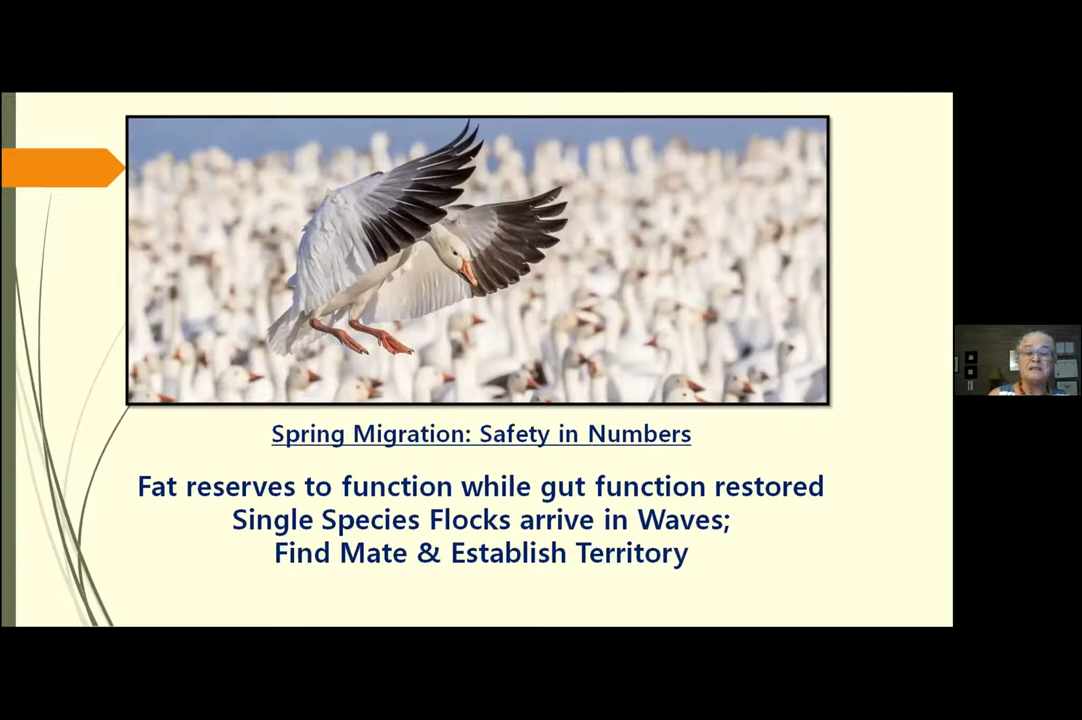 Spring Migration: Safety in Numbers
Fat reserves to function while gut function restored
Single Species Flocks arrive in Waves;
Find Mate & Establish Territory